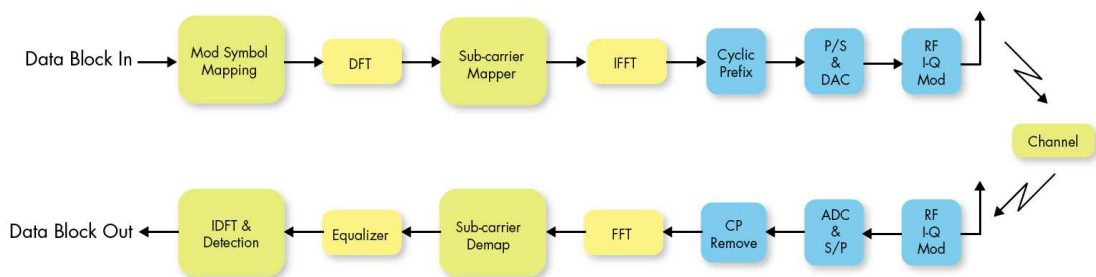 Data Block In
Mod Symbol
Mapping
DFT
Sub-carrier
Mapper
IFFT
Cyclic
Prefix
P/S
&
DAC
RF
I-Q
Mod
Channel
Data Block Out
IDFT &
Detection
Equalizer
Sub-carrier
Demap
FFT
CP
Remove
ADC
&
S/P
RF
I-Q
Mod